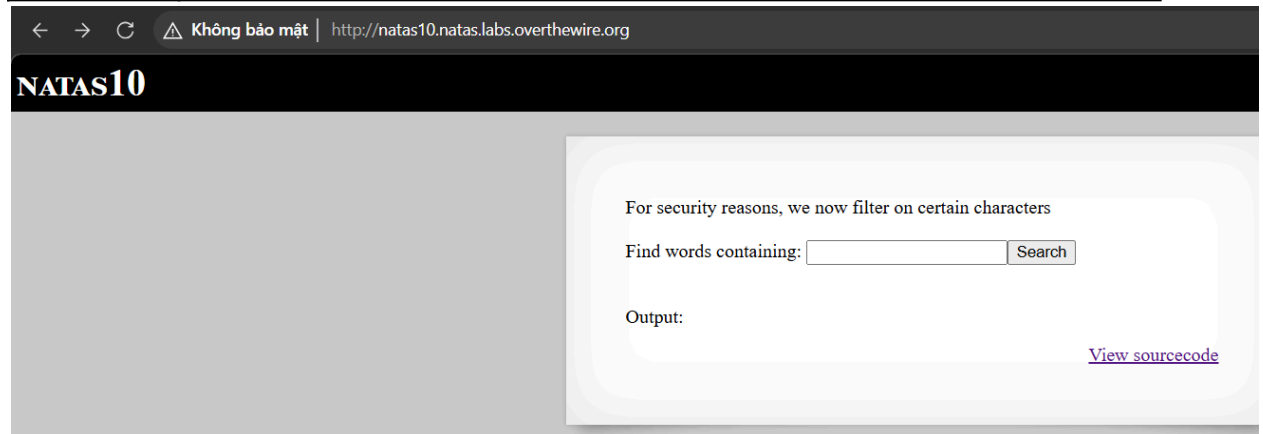 Không bảo mật | http://natas10.natas.labs.overthewire.org
NATAS10
For security reasons, we now filter on certain characters
Find words containing: Search
Output:
View sourcecode